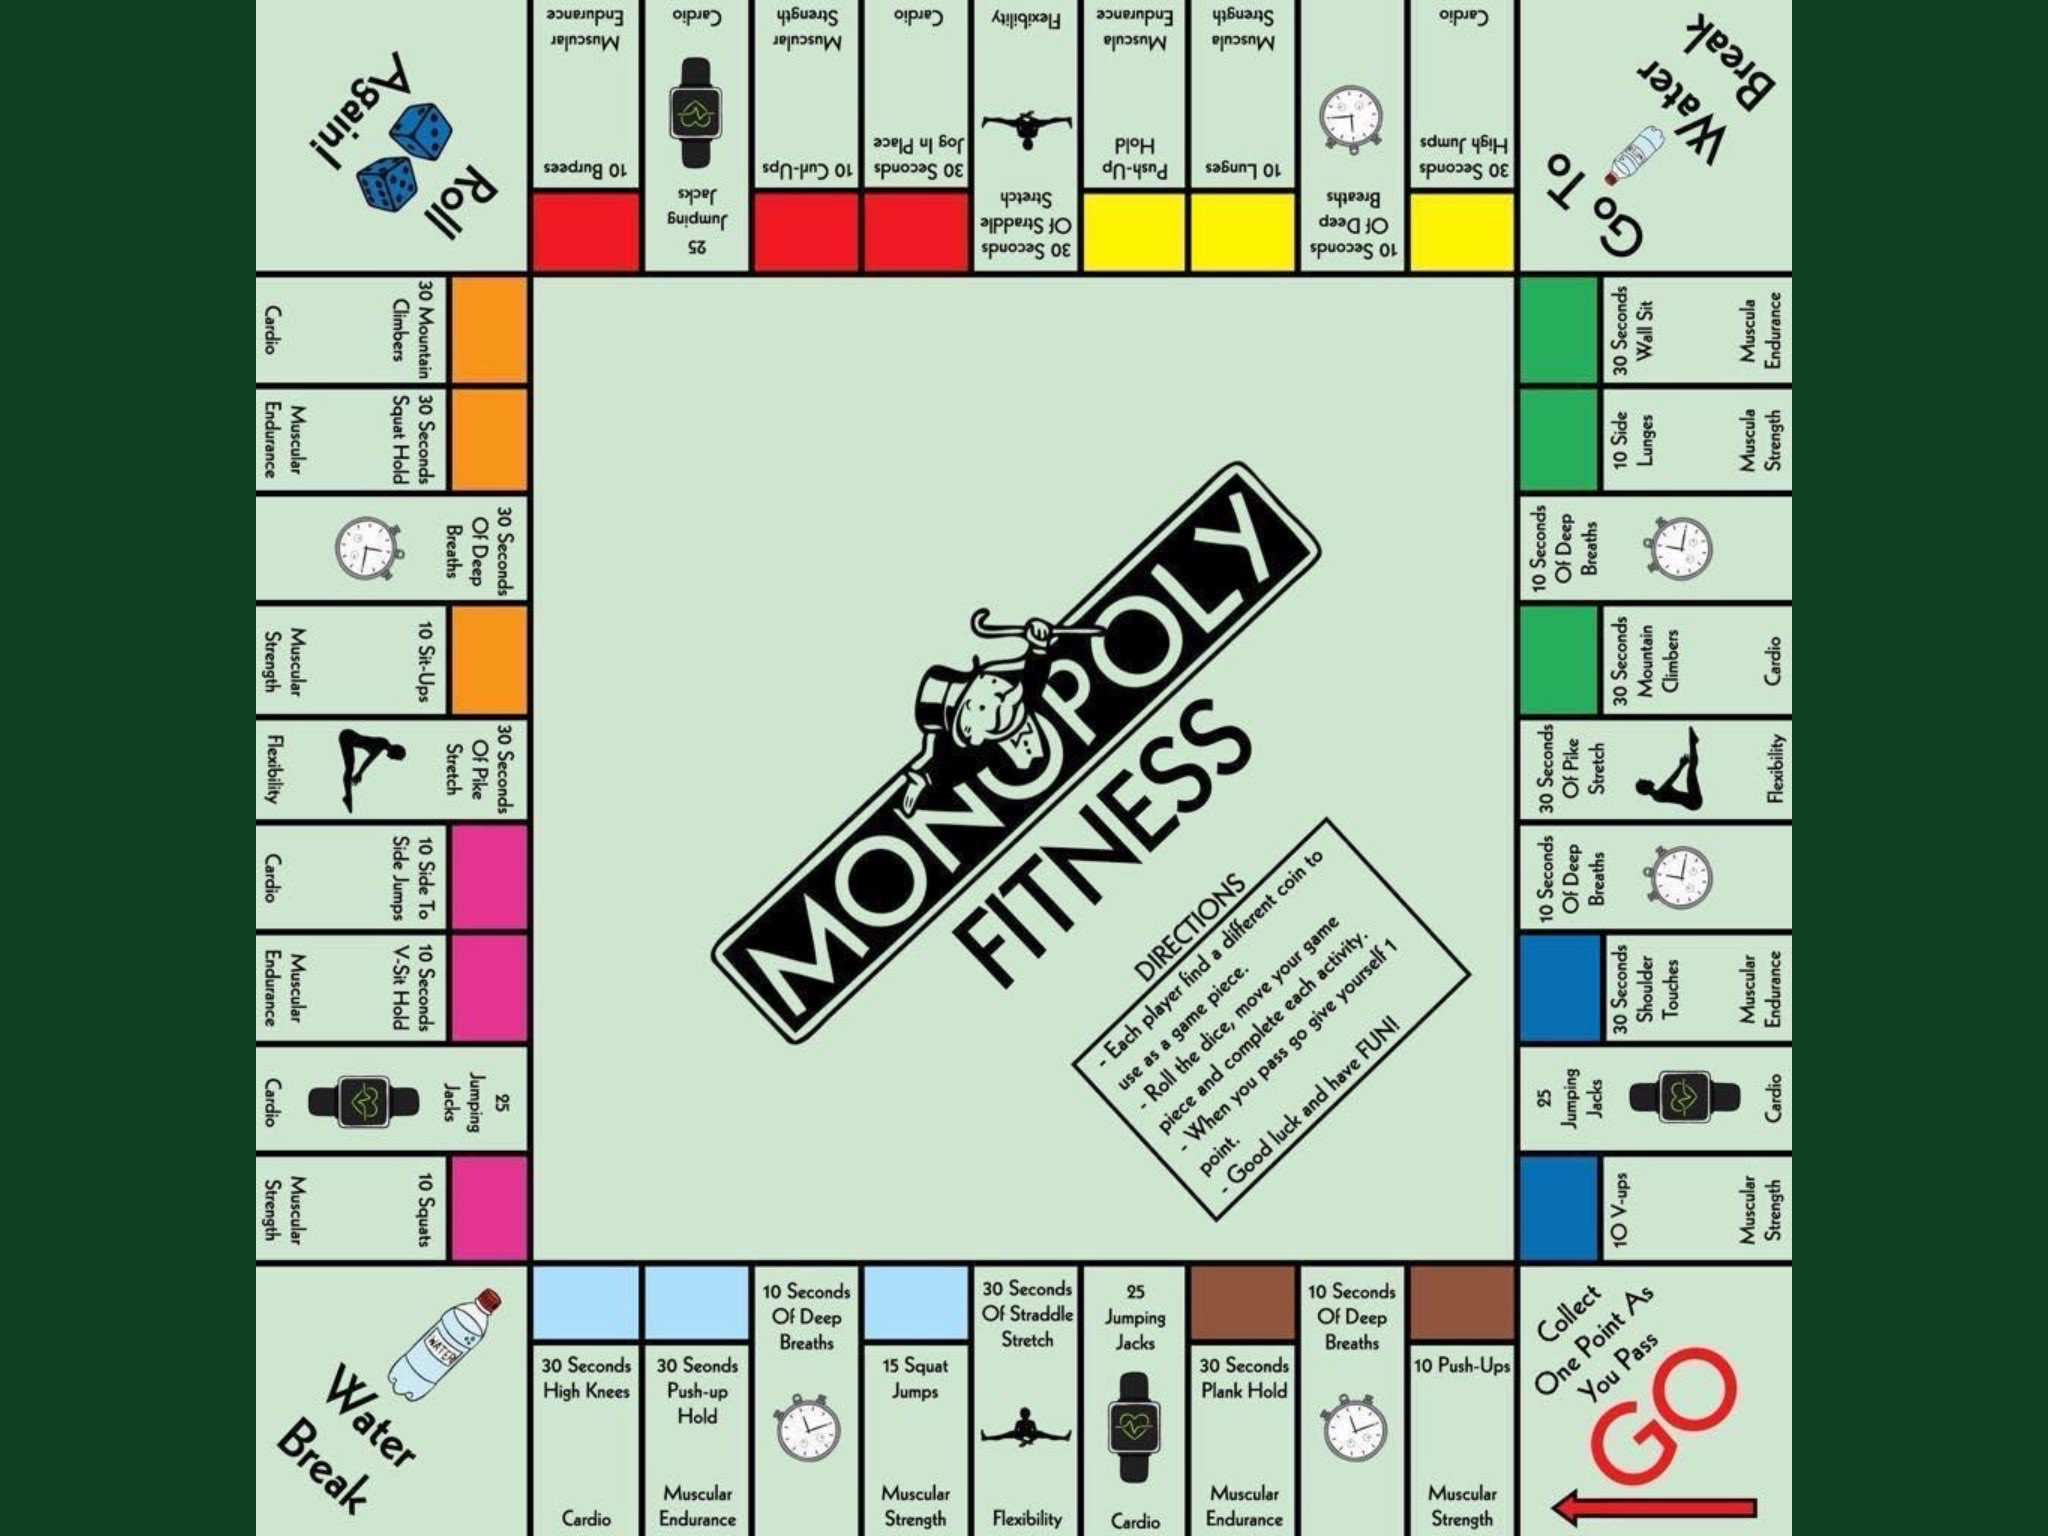 Roll
Again!
Muscular
Endurance
10 Burpees
Cardio
25
Jumping
Jacks
Muscular
Strength
10 Curl-Ups
Cardio
30 Seconds
Jog In Place
Flexibility
30 Seconds
Of Straddle
Stretch
Muscula
Endurance
Push-Up
Hold
Muscula
Strength
10 Lunges
10 Seconds
Of Deep
Breaths
Cardio
30 Seconds
High Jumps
Go To
Water
Break
30 Seconds
Wall Sit
Muscula
Endurance
10 Side
Lunges
Muscula
Strength
10 Seconds
Of Deep
Breaths
30 Seconds
Mountain
Climbers
Cardio
30 Seconds
Of Pike
Stretch
Flexibility
10 Seconds
Of Deep
Breaths
30 Seconds
Shoulder
Touches
Muscular
Endurance
25
Jumping
Jacks
Cardio
10 V-ups
Muscular
Strength
Collect
One Point As
You Pass
GO
10 Push-Ups
Muscular
Strength
10 Seconds
Of Deep
Breaths
30 Seconds
Plank Hold
Muscular
Endurance
25
Jumping
Jacks
Cardio
30 Seconds
Of Straddle
Stretch
Flexibility
15 Squat
Jumps
Muscular
Strength
10 Seconds
Of Deep
Breaths
30 Seonds
Push-up
Hold
Muscular
Endurance
30 Seconds
High Knees
Cardio
WATER
Water
Break
10 Squats
Muscular
Strength
25
Jumping
Jacks
Cardio
10 Seconds
V-Sit Hold
Muscular
Endurance
10 Side To
Side Jumps
Cardio
30 Seconds
Of Pike
Stretch
Flexibility
10 Sit-Ups
Muscular
Strength
30 Seconds
Of Deep
Breaths
30 Seconds
Squat Hold
Muscular
Endurance
30 Mountain
Climbers
Cardio
MONOPOLY
FITNESS
DIRECTIONS
- Each player find a different coin to
use as a game piece.
- Roll the dice, move your game
piece and complete each activity.
- When you pass go give yourself 1
point.
- Good luck and have FUN!